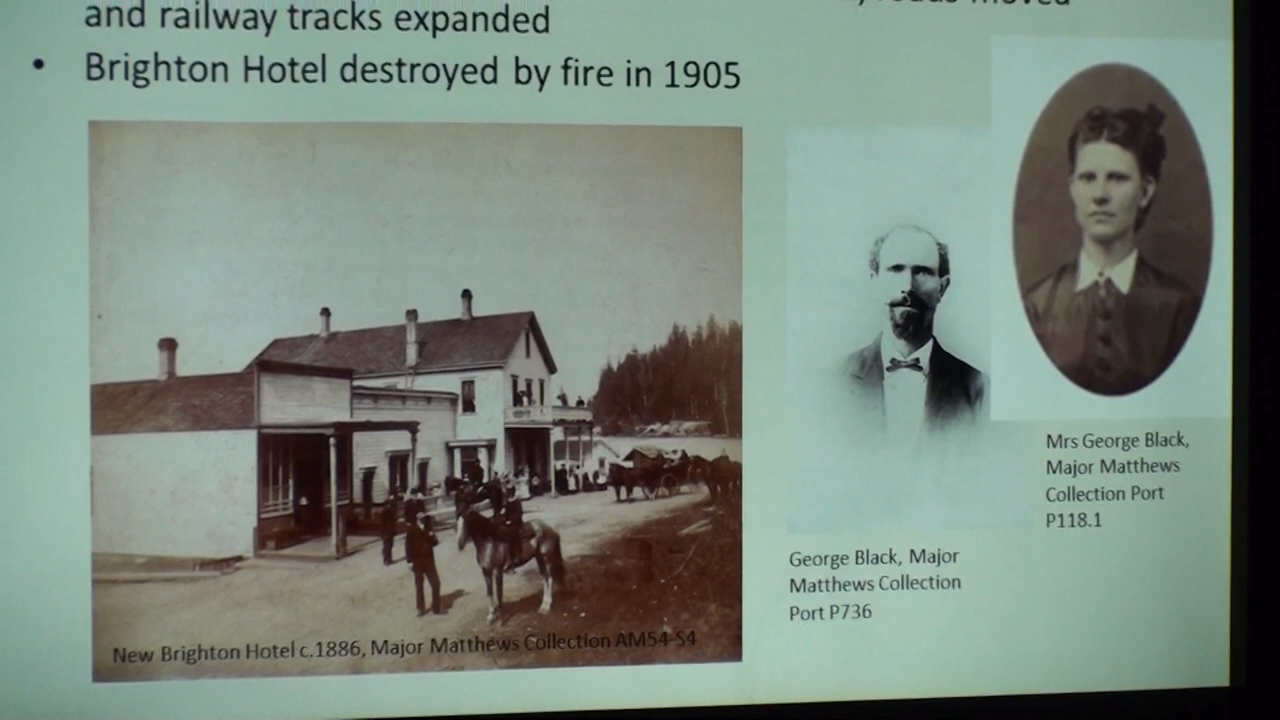 and railway tracks expanded
moved
• Brighton Hotel destroyed by fire in 1905
New Brighton Hotel c.1886, Major Matthews Collection AM54-S4
Mrs George Black,
Major Matthews
Collection Port
P118.1
George Black, Major
Matthews Collection
Port P736